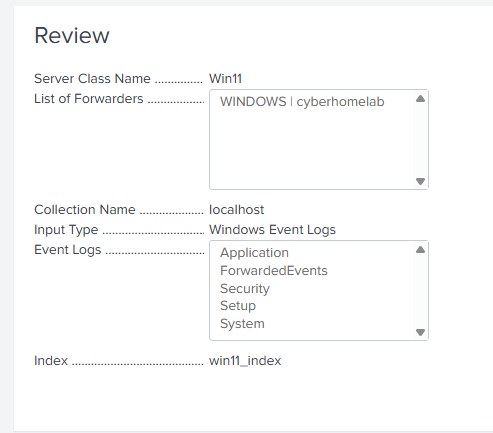 Review
Server Class Name ............... Win11
List of Forwarders .................. WINDOWS | cyberhomelab
Collection Name .................... localhost
Input Type ............................... Windows Event Logs
Event Logs .............................. Application
ForwardedEvents
Security
Setup
System
Index ........................................ win11_index